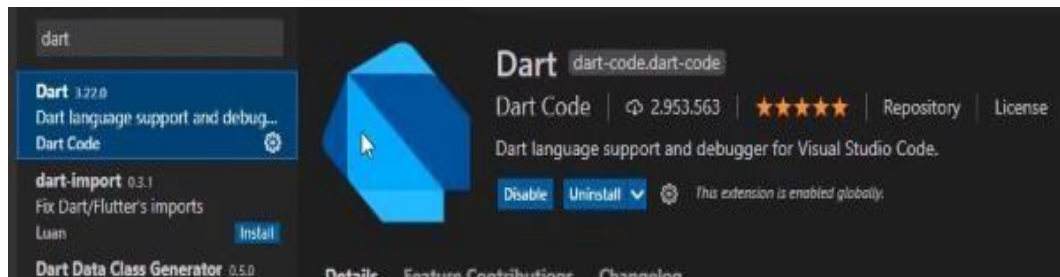 dart
Dart 3.22.0
Dart language support and debug...
Dart Code
dart-import 0.3.1
Fix Dart/Flutter's imports
Luan Install
Dart Data Class Generator 0.5.0
Dart dart-code.dart-code
Dart Code 2.953.563 Repository License
Dart language support and debugger for Visual Studio Code.
Disable Uninstall This extension is enabled globally.
Details Feature Contributions Changelog